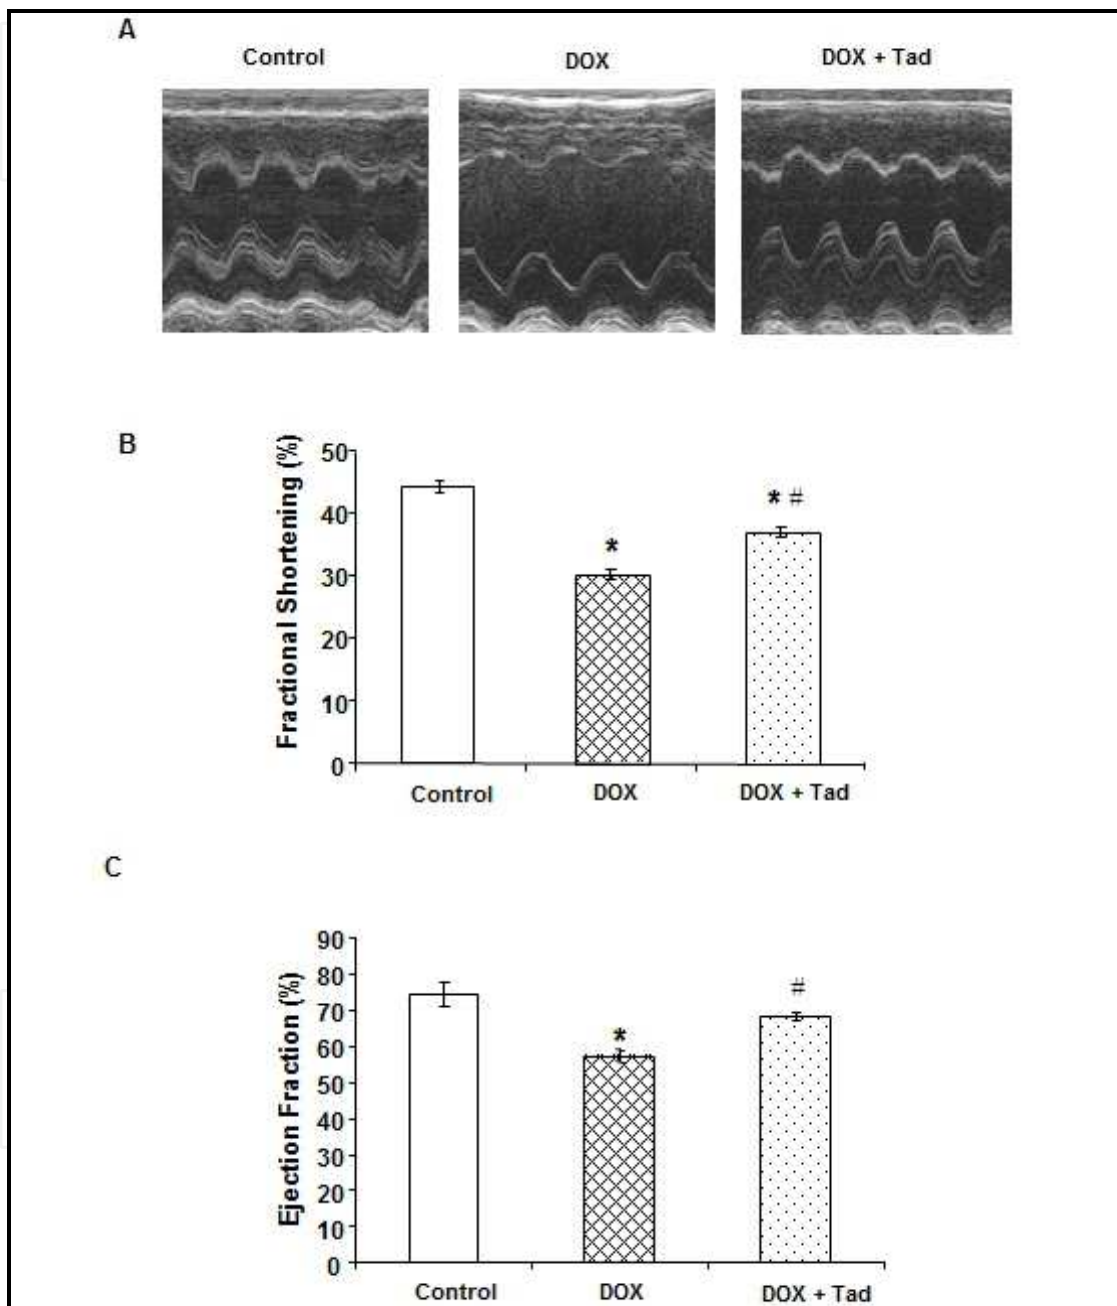 A
Control DOX DOX + Tad
B
Fractional Shortening (%)
50
40
30
20
10
0
*
* #
Control DOX DOX + Tad
C
Ejection Fraction (%)
90
80
70
60
50
40
30
20
10
0
*
#
Control DOX DOX + Tad